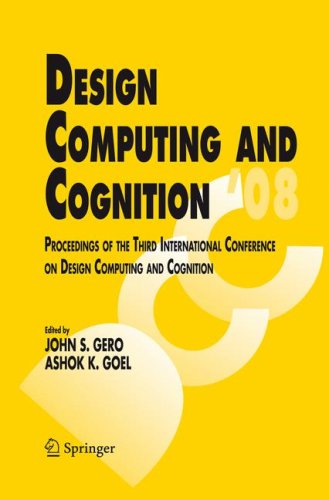 DESIGN
COMPUTING AND
COGNITION '08
PROCEEDINGS OF THE THIRD INTERNATIONAL CONFERENCE
ON DESIGN COMPUTING AND COGNITION
Edited by
JOHN S. GERO
ASHOK K. GOEL
DCC
Springer